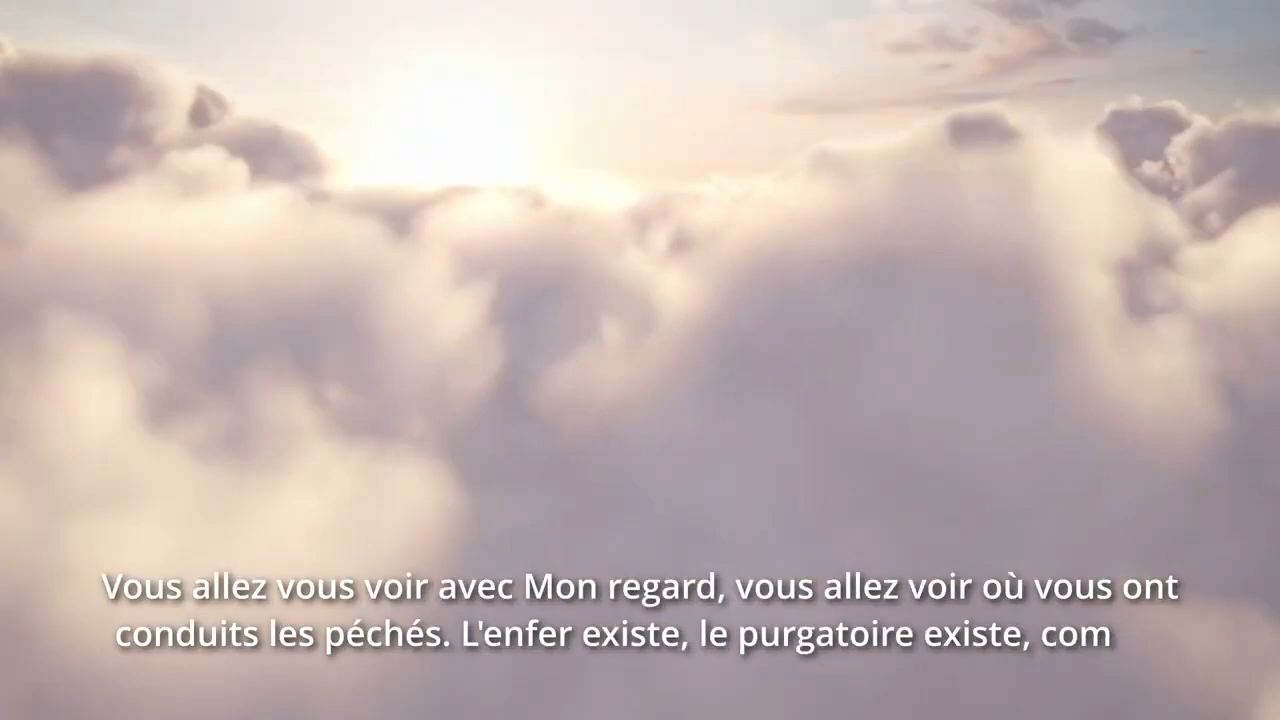 Vous allez vous voir avec Mon regard, vous allez voir où vous ont
conduits les péchés. L'enfer existe, le purgatoire existe, com